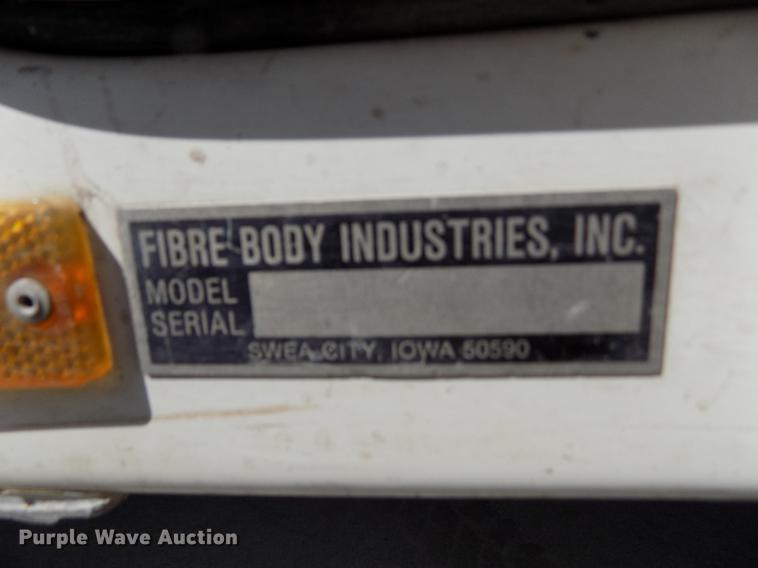 FIBRE BODY INDUSTRIES, INC.
MODEL
SERIAL
SWEA CITY, IOWA 50590
Purple Wave Auction